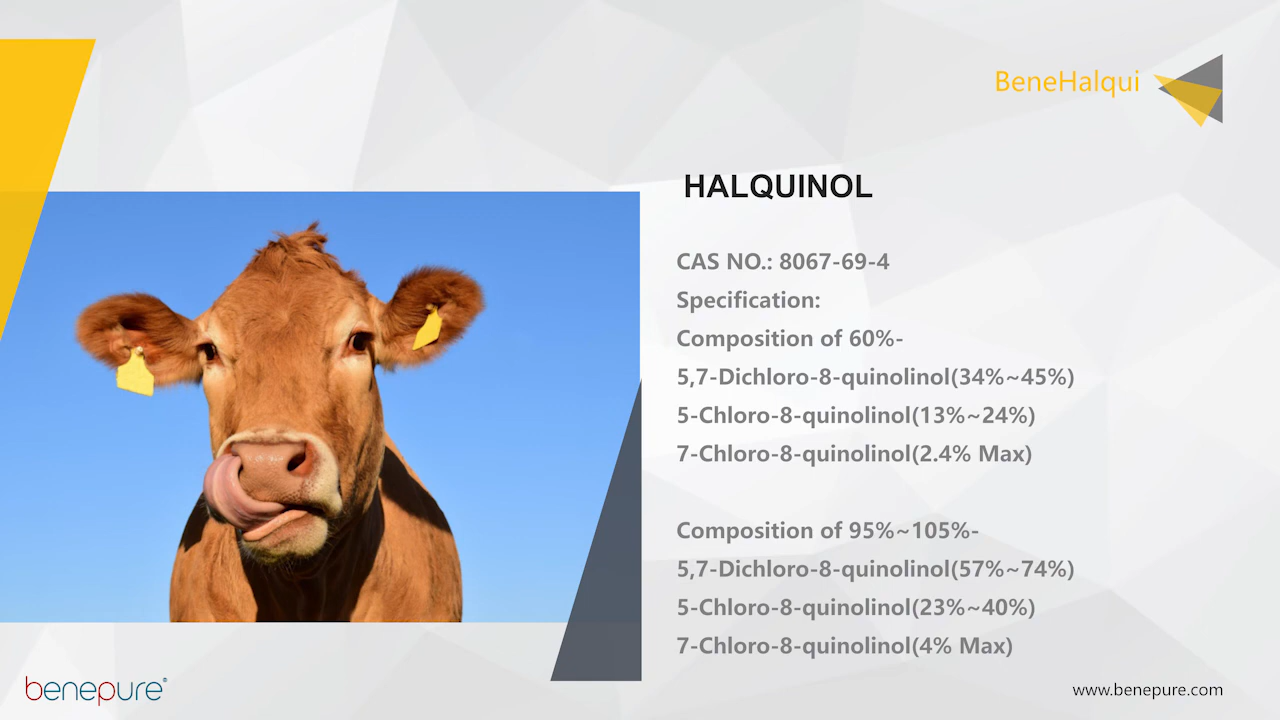 BeneHalqui
HALQUINOL
CAS NO.: 8067-69-4
Specification:
Composition of 60%-
5,7-Dichloro-8-quinolinol(34%~45%)
5-Chloro-8-quinolinol(13%~24%)
7-Chloro-8-quinolinol(2.4% Max)
Composition of 95%~105%-
5,7-Dichloro-8-quinolinol(57%~74%)
5-Chloro-8-quinolinol(23%~40%)
7-Chloro-8-quinolinol(4% Max)
benepure®
www.benepure.com